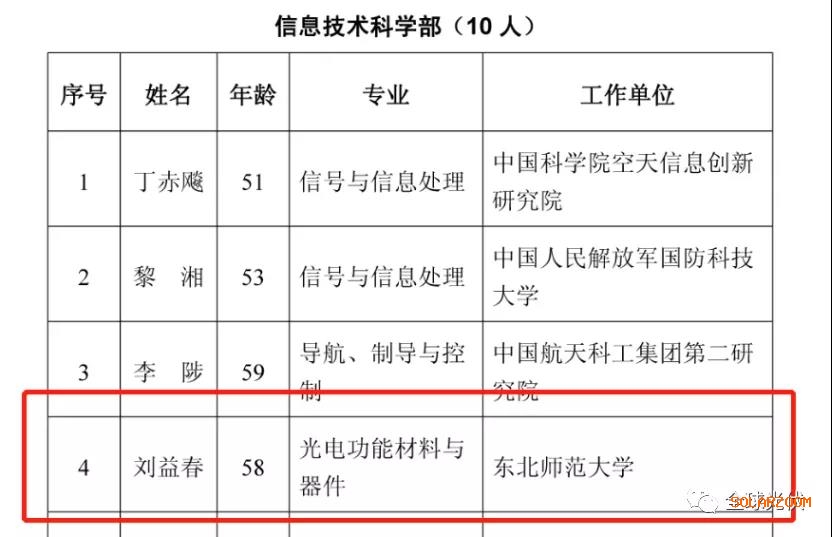 信息技术科学部（10 人）
序号 姓名 年龄 专业 工作单位
1 丁赤飚 51 信号与信息处理 中国科学院空天信息创新
研究院
2 黎 湘 53 信号与信息处理 中国人民解放军国防科技
大学
3 李 陟 59 导航、制导与控 中国航天科工集团第二研
制 究院
4 刘益春 58 光电功能材料与 东北师范大学
器件
SOLARZOOM